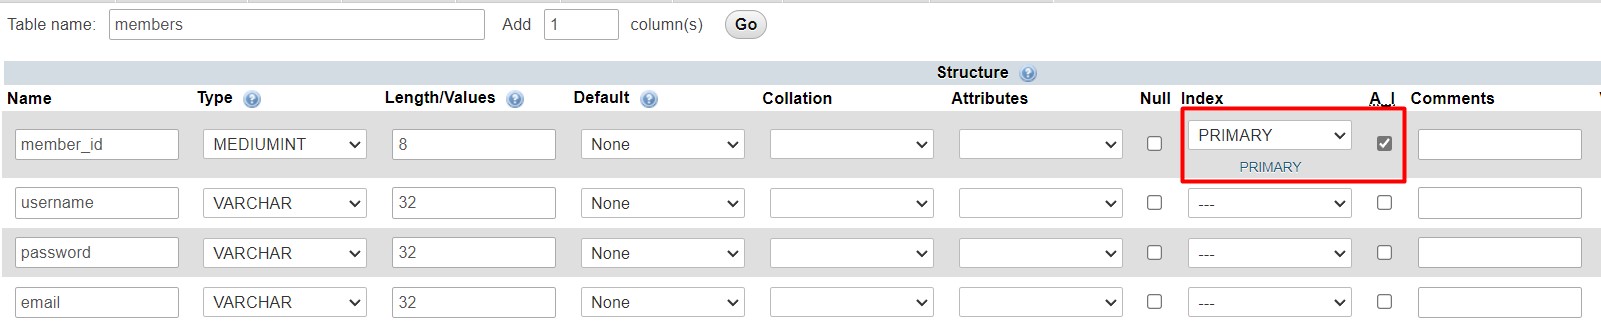 Table name: members Add 1 column(s) Go
Structure
Name Type Length/Values Default Collation Attributes Null Index A_I Comments
member_id MEDIUMINT 8 None PRIMARY
PRIMARY
username VARCHAR 32 None ---
password VARCHAR 32 None ---
email VARCHAR 32 None ---